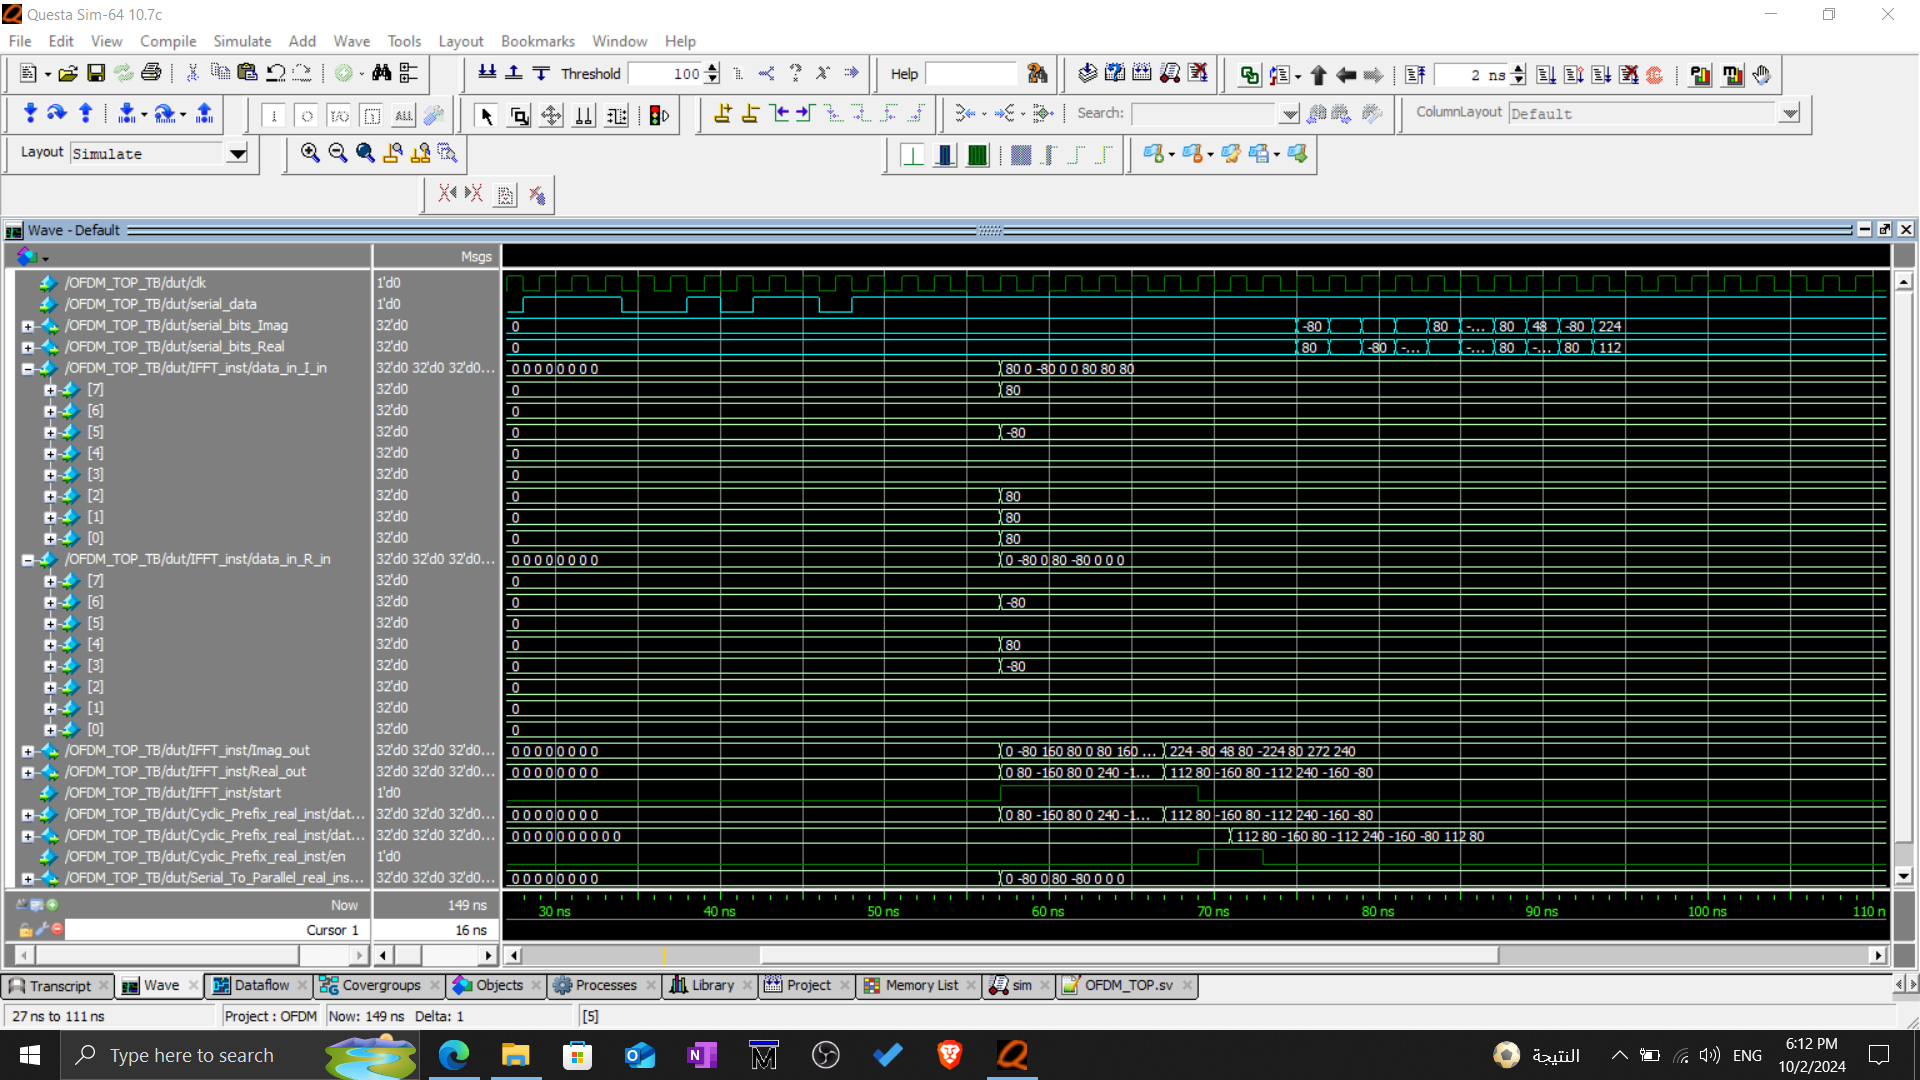 Questa Sim-64 10.7c
File Edit View Compile Simulate Add Wave Tools Layout Bookmarks Window Help
Threshold 100 Help 2 ns
ALL Search: ColumnLayout Default
Layout Simulate
Wave - Default
Msgs
/OFDM_TOP_TB/dut/clk 1'd0
/OFDM_TOP_TB/dut/serial_data 1'd0
/OFDM_TOP_TB/dut/serial_bits_Imag 32'd0 0 -80 80 -... 80 48 -80 224
/OFDM_TOP_TB/dut/serial_bits_Real 32'd0 0 80 -80 -... -... 80 -... 80 112
/OFDM_TOP_TB/dut/IFFT_inst/data_in_I_in 32'd0 32'd0 32'd0... 0 0 0 0 0 0 0 0 80 0 -80 0 0 80 80 80
[7] 32'd0 0 80
[6] 32'd0 0
[5] 32'd0 0 -80
[4] 32'd0 0
[3] 32'd0 0
[2] 32'd0 0 80
[1] 32'd0 0 80
[0] 32'd0 0 80
/OFDM_TOP_TB/dut/IFFT_inst/data_in_R_in 32'd0 32'd0 32'd0... 0 0 0 0 0 0 0 0 0 -80 0 80 -80 0 0 0
[7] 32'd0 0
[6] 32'd0 0 -80
[5] 32'd0 0
[4] 32'd0 0 80
[3] 32'd0 0 -80
[2] 32'd0 0
[1] 32'd0 0
[0] 32'd0 0
/OFDM_TOP_TB/dut/IFFT_inst/Imag_out 32'd0 32'd0 32'd0... 0 0 0 0 0 0 0 0 0 -80 160 80 0 80 160 ... 224 -80 48 80 -224 80 272 240
/OFDM_TOP_TB/dut/IFFT_inst/Real_out 32'd0 32'd0 32'd0... 0 0 0 0 0 0 0 0 0 80 -160 80 0 240 -1... 112 80 -160 80 -112 240 -160 -80
/OFDM_TOP_TB/dut/IFFT_inst/start 1'd0
/OFDM_TOP_TB/dut/Cyclic_Prefix_real_inst/dat... 32'd0 32'd0 32'd0... 0 0 0 0 0 0 0 0 0 80 -160 80 0 240 -1... 112 80 -160 80 -112 240 -160 -80
/OFDM_TOP_TB/dut/Cyclic_Prefix_real_inst/dat... 32'd0 32'd0 32'd0... 0 0 0 0 0 0 0 0 0 0 112 80 -160 80 -112 240 -160 -80 112 80
/OFDM_TOP_TB/dut/Cyclic_Prefix_real_inst/en 1'd0
/OFDM_TOP_TB/dut/Serial_To_Parallel_real_ins... 32'd0 32'd0 32'd0... 0 0 0 0 0 0 0 0 0 -80 0 80 -80 0 0 0
Now 149 ns 30 ns 40 ns 50 ns 60 ns 70 ns 80 ns 90 ns 100 ns 110 n
Cursor 1 16 ns
Transcript Wave Dataflow Covergroups Objects Processes Library Project Memory List sim OFDM_TOP.sv
27 ns to 111 ns Project : OFDM Now: 149 ns Delta: 1 [5]
Type here to search النتيجة ENG 6:12 PM
10/2/2024